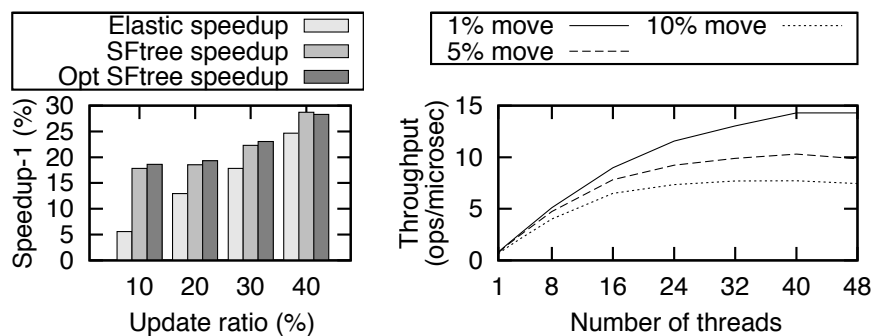 Elastic speedup
SFtree speedup
Opt SFtree speedup
30
25
20
15
10
5
0
Speedup-1 (%)
10 20 30 40
Update ratio (%)
1% move 10% move
5% move
15
10
5
0
Throughput
(ops/microsec)
1 8 16 24 32 40 48
Number of threads